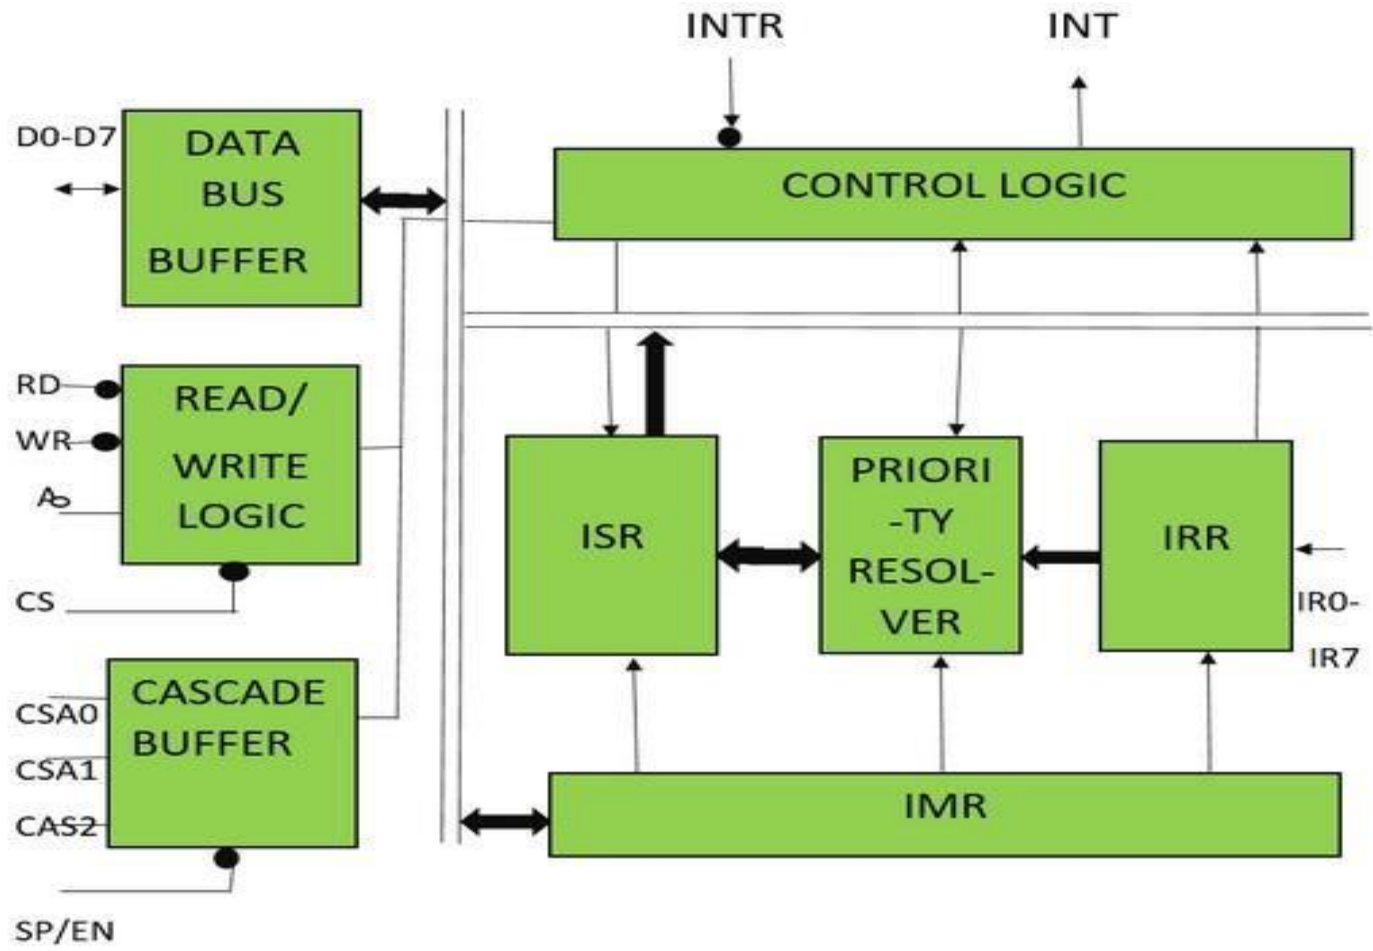 INTR
INT
D0-D7
DATA
BUS
BUFFER
CONTROL LOGIC
RD
WR
A0
READ/
WRITE
LOGIC
CS
ISR
PRIORI
-TY
RESOL-
VER
IRR
IR0-
IR7
CASCADE
BUFFER
CSA0
CSA1
CAS2
IMR
SP/EN